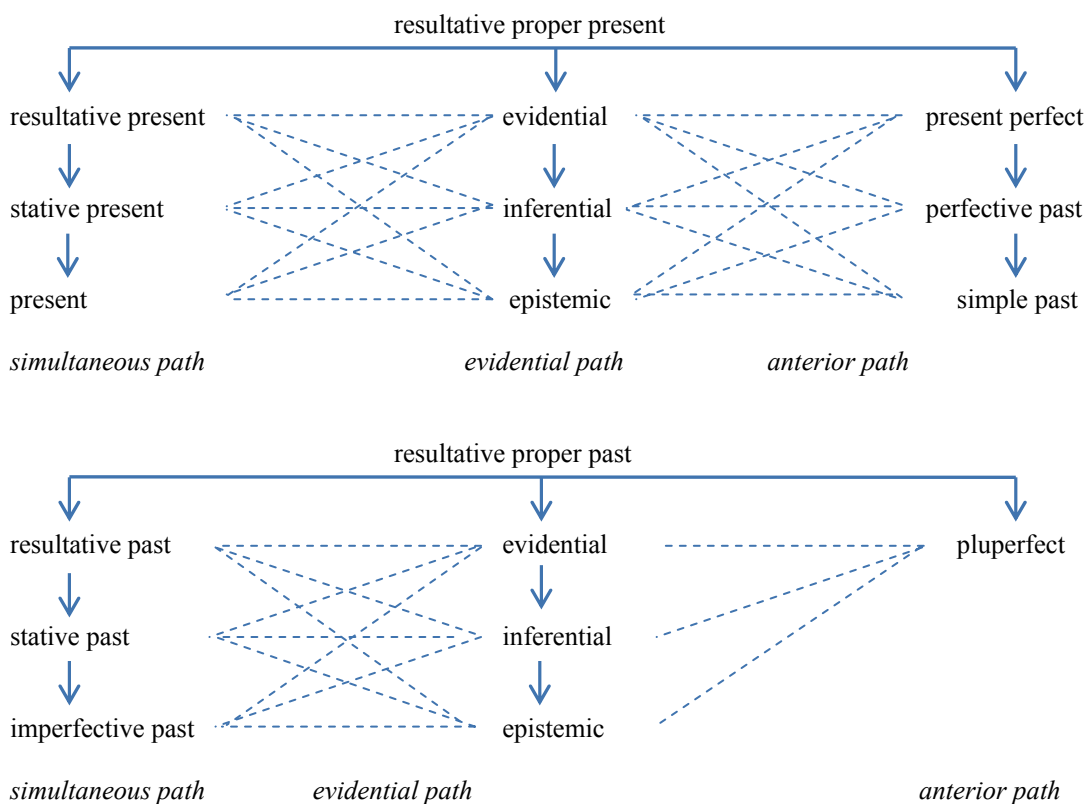 resultative proper present
resultative present evidential present perfect
stative present inferential perfective past
present epistemic simple past
simultaneous path evidential path anterior path
resultative proper past
resultative past evidential pluperfect
stative past inferential
imperfective past epistemic
simultaneous path evidential path anterior path